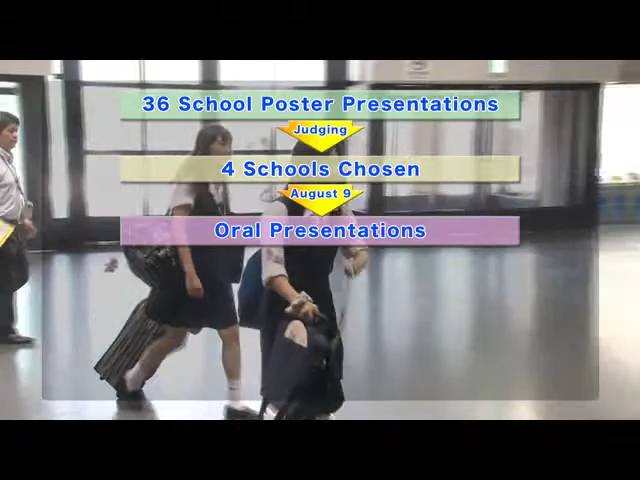 36 School Poster Presentations
Judging
4 Schools Chosen
August 9
Oral Presentations